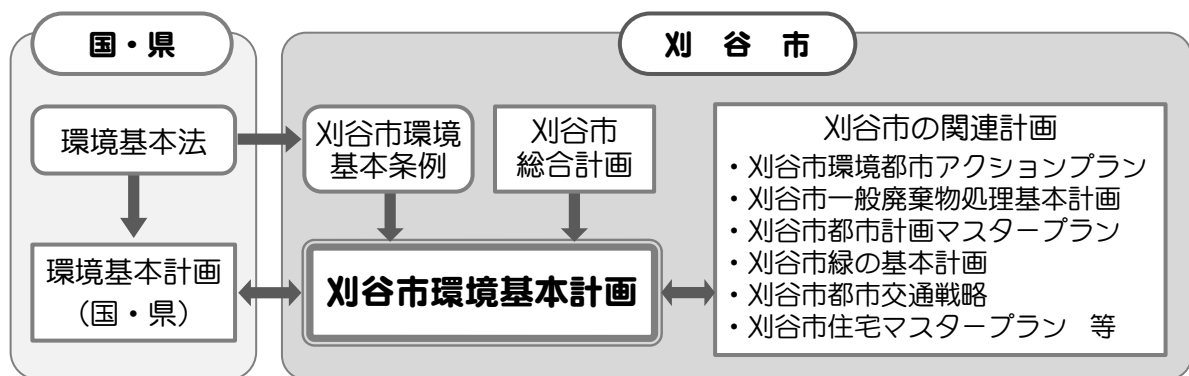 国・県
刈 谷 市
環境基本法
環境基本計画
（国・県）
刈谷市環境
基本条例
刈谷市
総合計画
刈谷市環境基本計画
刈谷市の関連計画
・刈谷市環境都市アクションプラン
・刈谷市一般廃棄物処理基本計画
・刈谷市都市計画マスタープラン
・刈谷市緑の基本計画
・刈谷市都市交通戦略
・刈谷市住宅マスタープラン 等